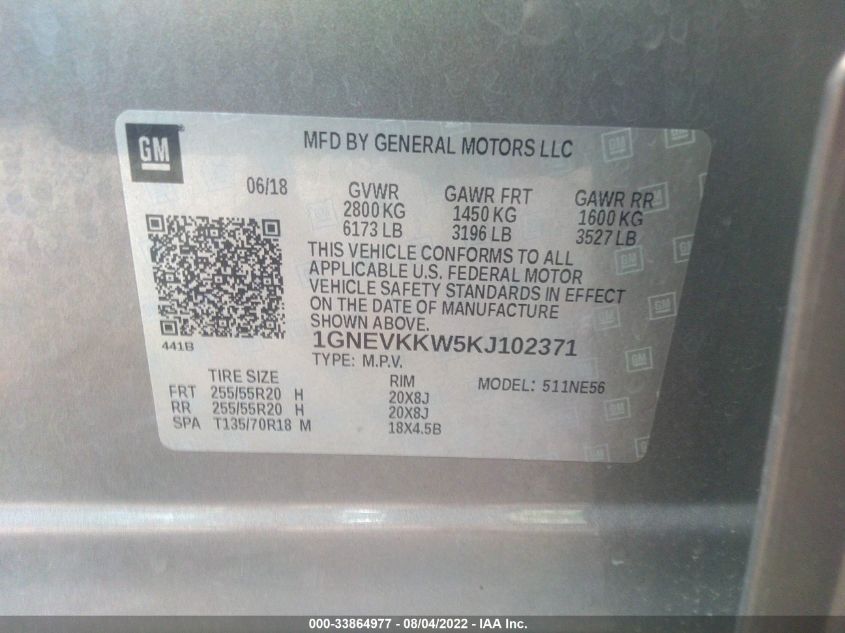 GM
MFD BY GENERAL MOTORS LLC
06/18 GVWR GAWR FRT GAWR RR
2800 KG 1450 KG 1600 KG
6173 LB 3196 LB 3527 LB
THIS VEHICLE CONFORMS TO ALL
APPLICABLE U.S. FEDERAL MOTOR
VEHICLE SAFETY STANDARDS IN EFFECT
ON THE DATE OF MANUFACTURE
SHOWN ABOVE.
441B
1GNEVKKW5KJ102371
TYPE: M.P.V.
TIRE SIZE RIM MODEL: 511NE56
FRT 255/55R20 H 20X8J
RR 255/55R20 H 20X8J
SPA T135/70R18 M 18X4.5B
000-33864977 - 08/04/2022 - IAA Inc.